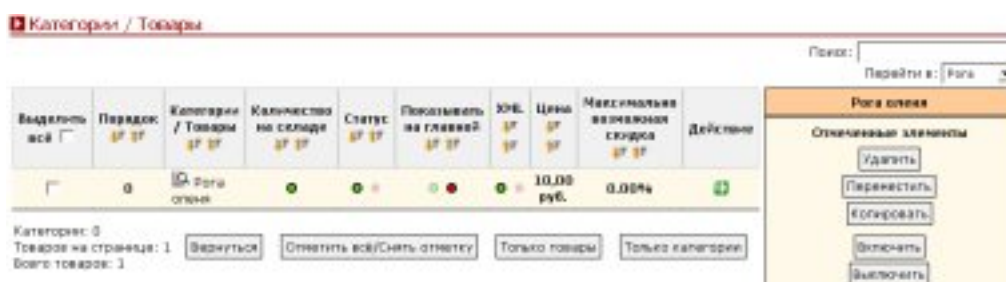 Категории / Товары
Поиск:
Перейти в: Рога
Выделить всё
Порядок
Категории / Товары
Количество на складе
Статус
Показывать на главной
XML
Цена
Максимально возможная скидка
Действие
0
Рога оленя
10,00 руб.
0.00%
Категории: 0
Товаров на странице: 1
Всего товаров: 1
Вернуться
Отметить всё/Снять отметку
Только товары
Только категории
Рога оленя
Отмеченные элементы
Удалить
Переместить
Копировать
Включить
Выключить